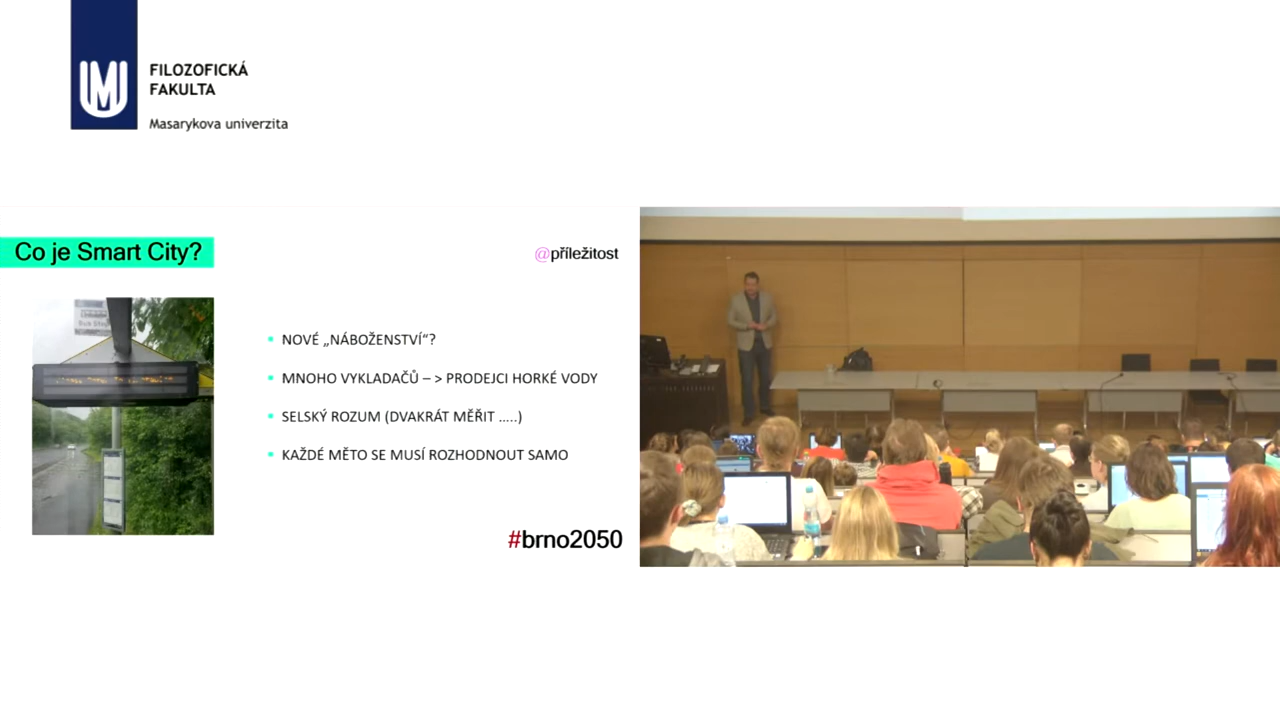 FILOZOFICKÁ
FAKULTA
Masarykova univerzita
Co je Smart City?
@příležitost
NOVÉ „NÁBOŽENSTVÍ“?
MNOHO VYKLADAČŮ – > PRODEJCI HORKÉ VODY
SELSKÝ ROZUM (DVAKRÁT MĚŘIT …..)
KAŽDÉ MĚTO SE MUSÍ ROZHODNOUT SAMO
#brno2050